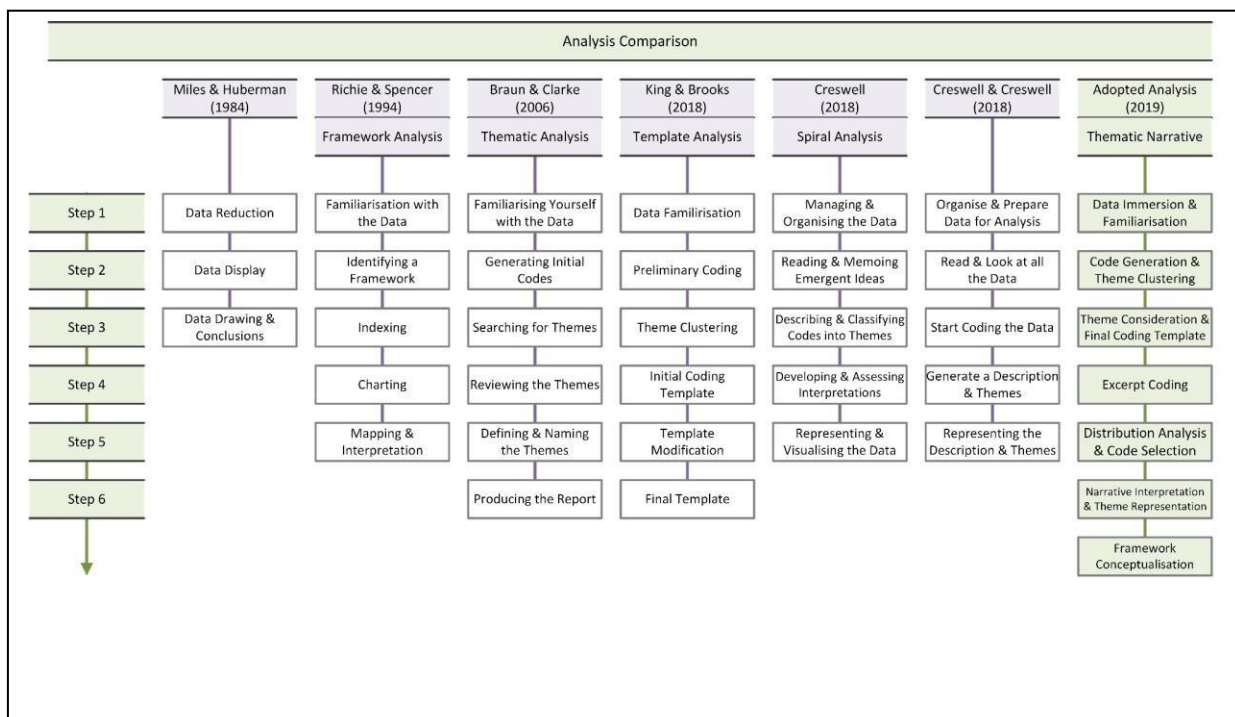 Analysis Comparison
Miles & Huberman
(1984)
Richie & Spencer
(1994)
Framework Analysis
Braun & Clarke
(2006)
Thematic Analysis
King & Brooks
(2018)
Template Analysis
Creswell
(2018)
Spiral Analysis
Creswell & Creswell
(2018)
Adopted Analysis
(2019)
Thematic Narrative
Step 1
Data Reduction
Familiarisation with
the Data
Familiarising Yourself
with the Data
Data Familirisation
Managing &
Organising the Data
Organise & Prepare
Data for Analysis
Data Immersion &
Familiarisation
Step 2
Data Display
Identifying a
Framework
Generating Initial
Codes
Preliminary Coding
Reading & Memoing
Emergent Ideas
Read & Look at all
the Data
Code Generation &
Theme Clustering
Step 3
Data Drawing &
Conclusions
Indexing
Searching for Themes
Theme Clustering
Describing & Classifying
Codes into Themes
Start Coding the Data
Theme Consideration &
Final Coding Template
Step 4
Charting
Reviewing the Themes
Initial Coding
Template
Developing & Assessing
Interpretations
Generate a Description
& Themes
Excerpt Coding
Step 5
Mapping &
Interpretation
Defining & Naming
the Themes
Template
Modification
Representing &
Visualising the Data
Representing the
Description & Themes
Distribution Analysis
& Code Selection
Step 6
Producing the Report
Final Template
Narrative Interpretation
& Theme Representation
Framework
Conceptualisation